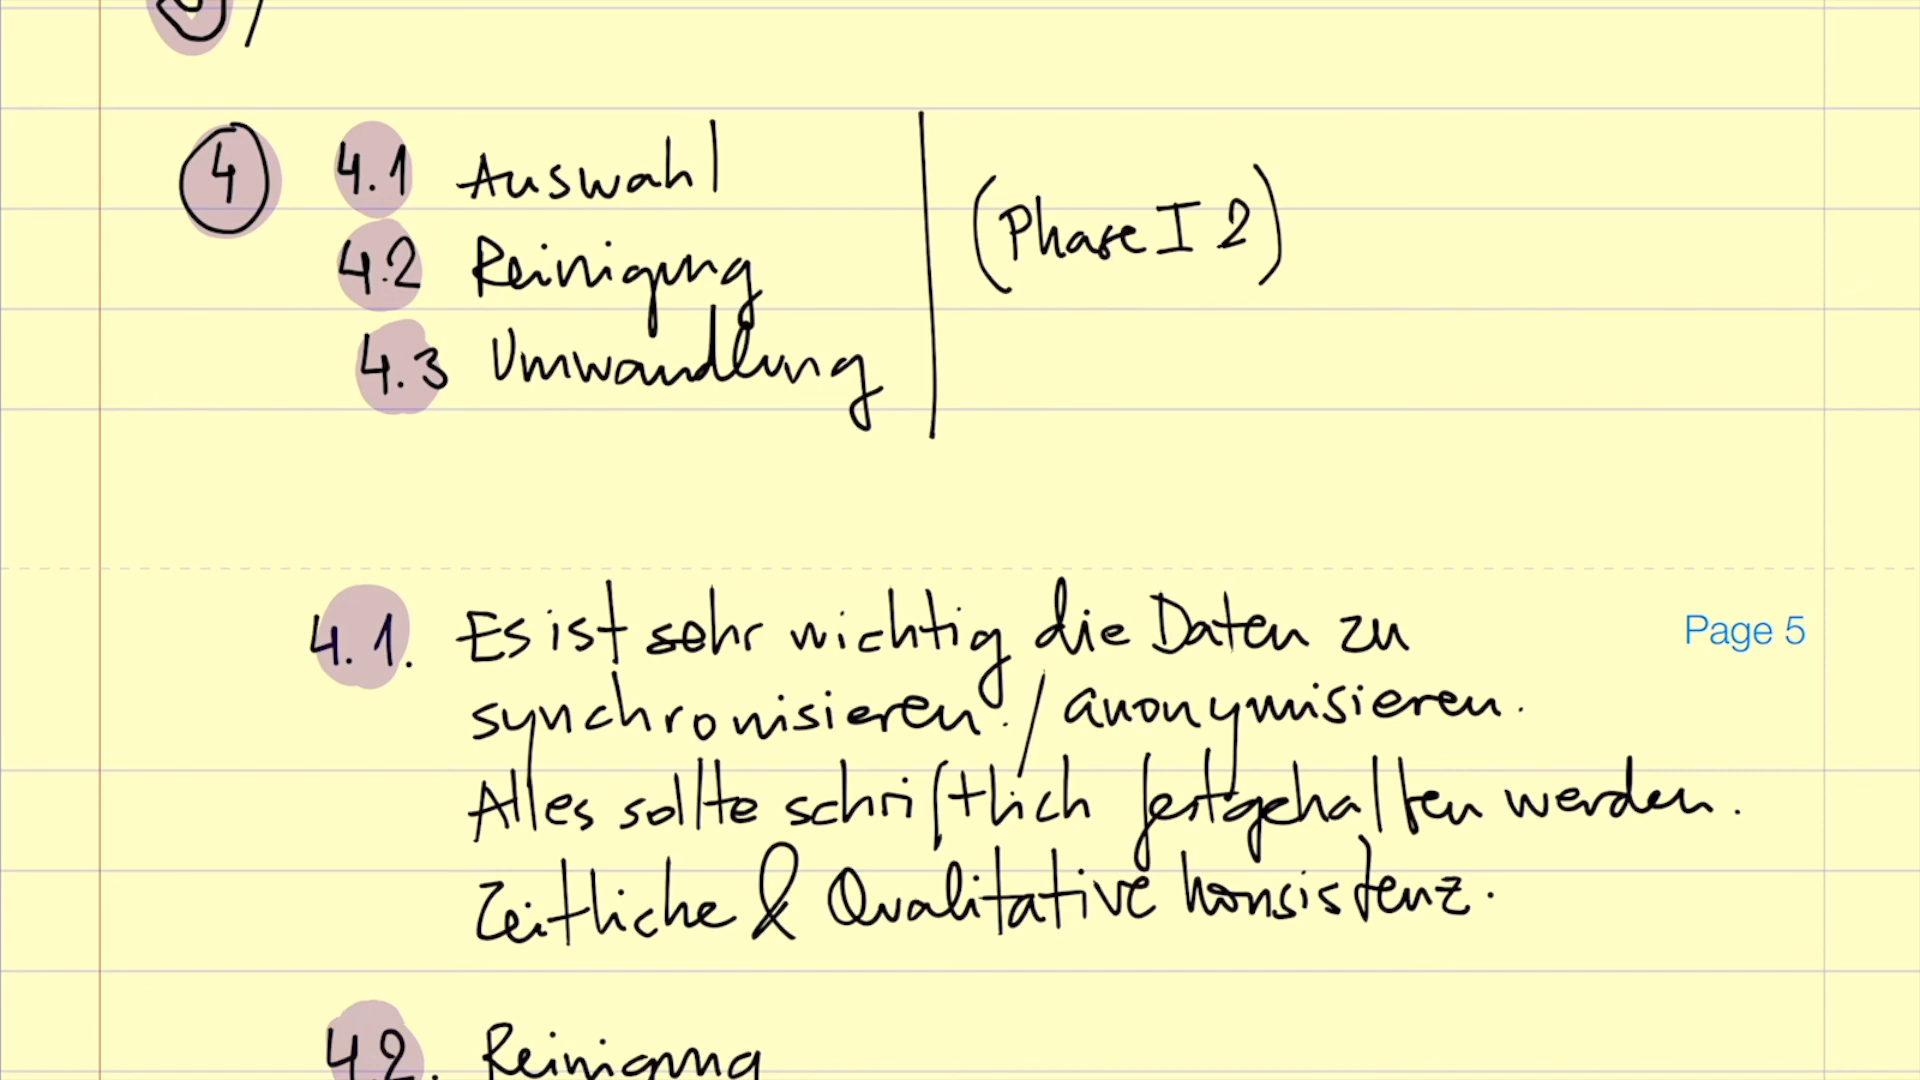 ④ 4.1 Auswahl
4.2 Reinigung (Phase I 2)
4.3 Umwandlung
4.1. Es ist sehr wichtig die Daten zu
Page 5
synchronisieren. / anonymisieren.
Alles sollte schriftlich festgehalten werden.
Zeitliche & Qualitative Konsistenz.
4.2. Reinigung